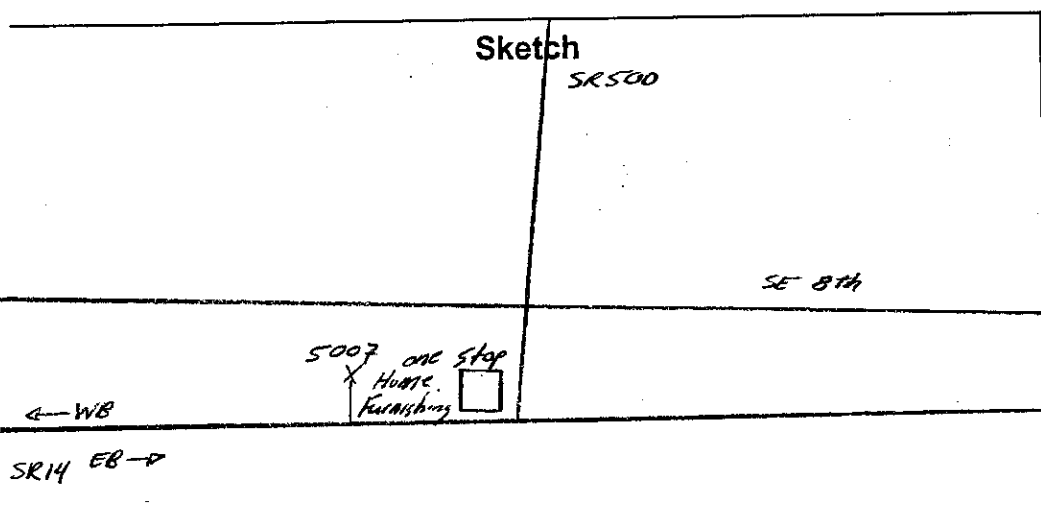 Sketch
SR500
SE 8th
5007 one Stop
Home.
Furnishing
← WB
SR14 EB →